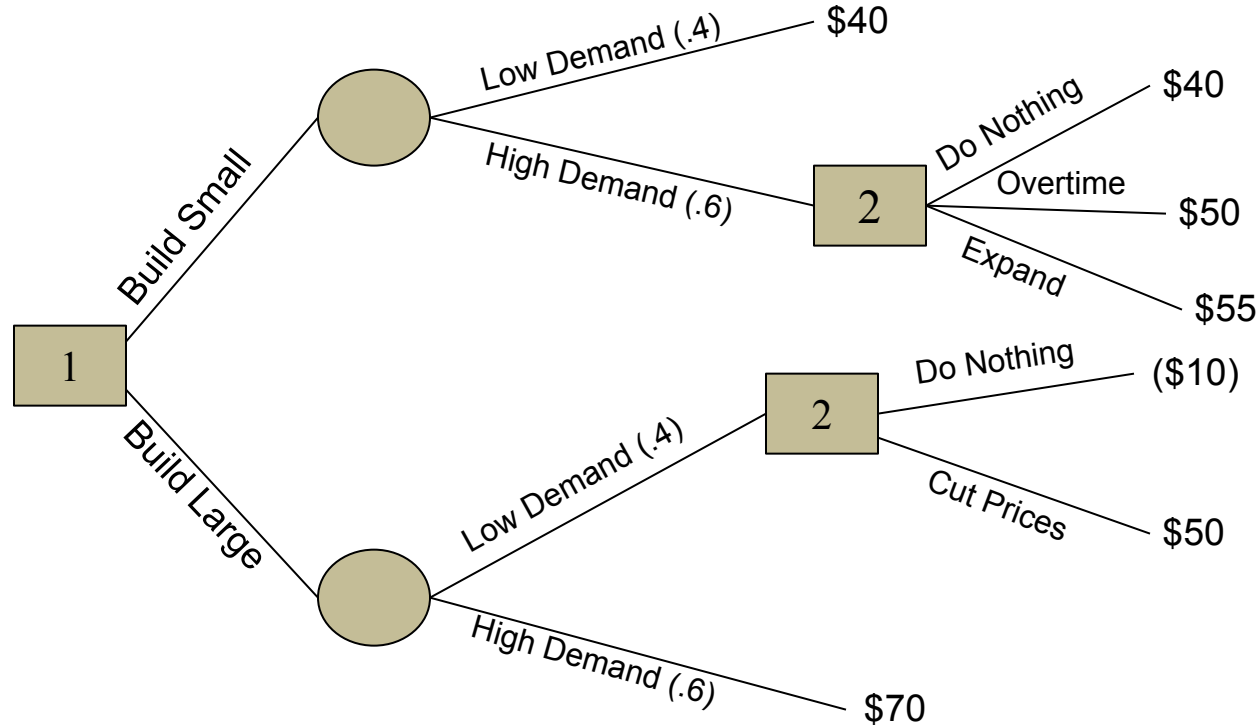 $40
Low Demand (.4)
$40
Do Nothing
High Demand (.6)
Overtime
2
$50
Build Small
Expand
$55
1
Do Nothing
($10)
2
Low Demand (.4)
Build Large
Cut Prices
$50
High Demand (.6)
$70